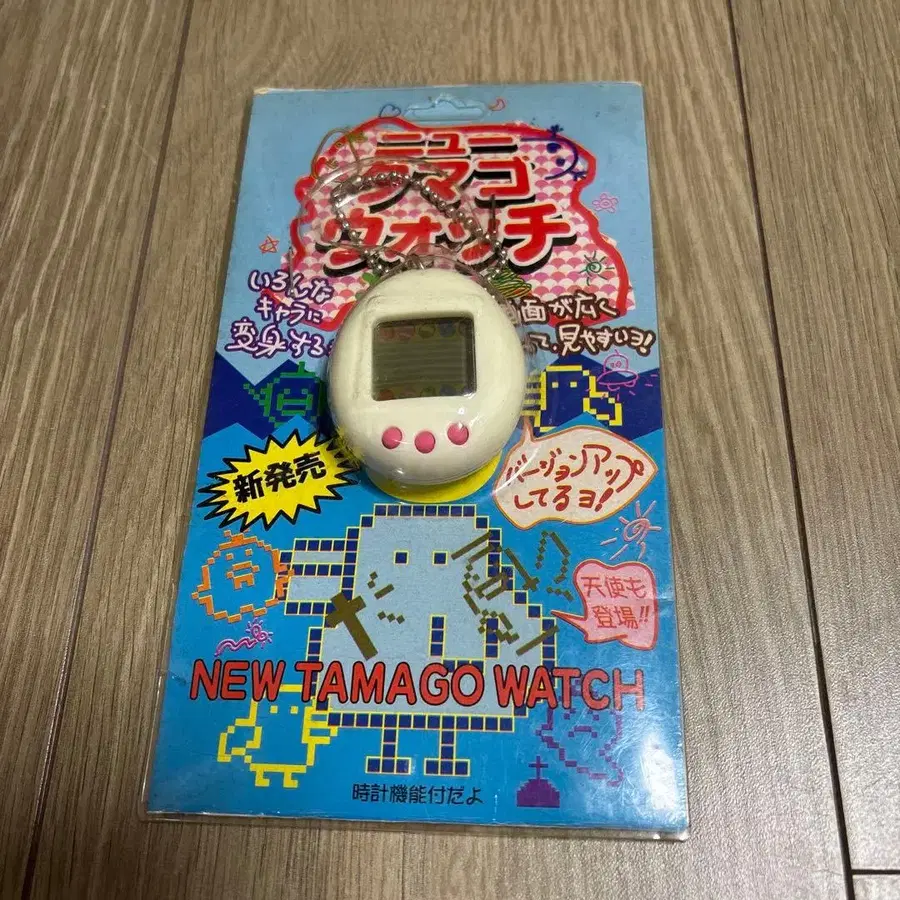 ニュー
タマゴ
ウォッチ
いろんな
キャラに
変身する
画面が広く
て、見やすいヨ!
新発売
バージョンアップ
してるヨ!
天使も
登場!!
NEW TAMAGO WATCH
時計機能付だよ